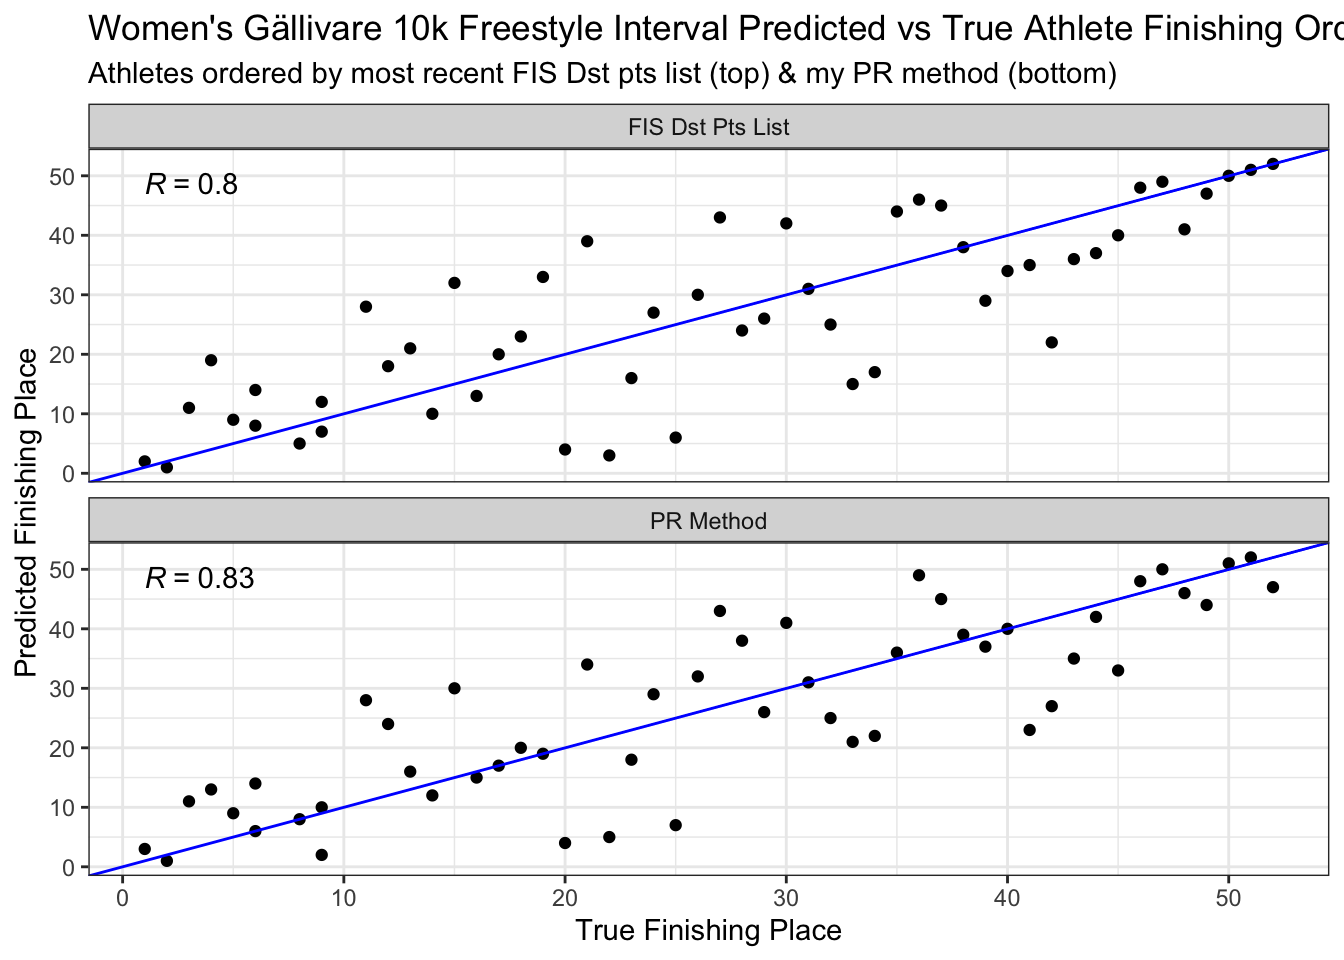 Women's Gällivare 10k Freestyle Interval Predicted vs True Athlete Finishing
Athletes ordered by most recent FIS Dst pts list (top) & my PR method (bottom)
FIS Dst Pts List
R = 0.8
50
40
30
20
10
0
PR Method
R = 0.83
50
40
30
20
10
0
0 10 20 30 40 50
True Finishing Place
Predicted Finishing Place